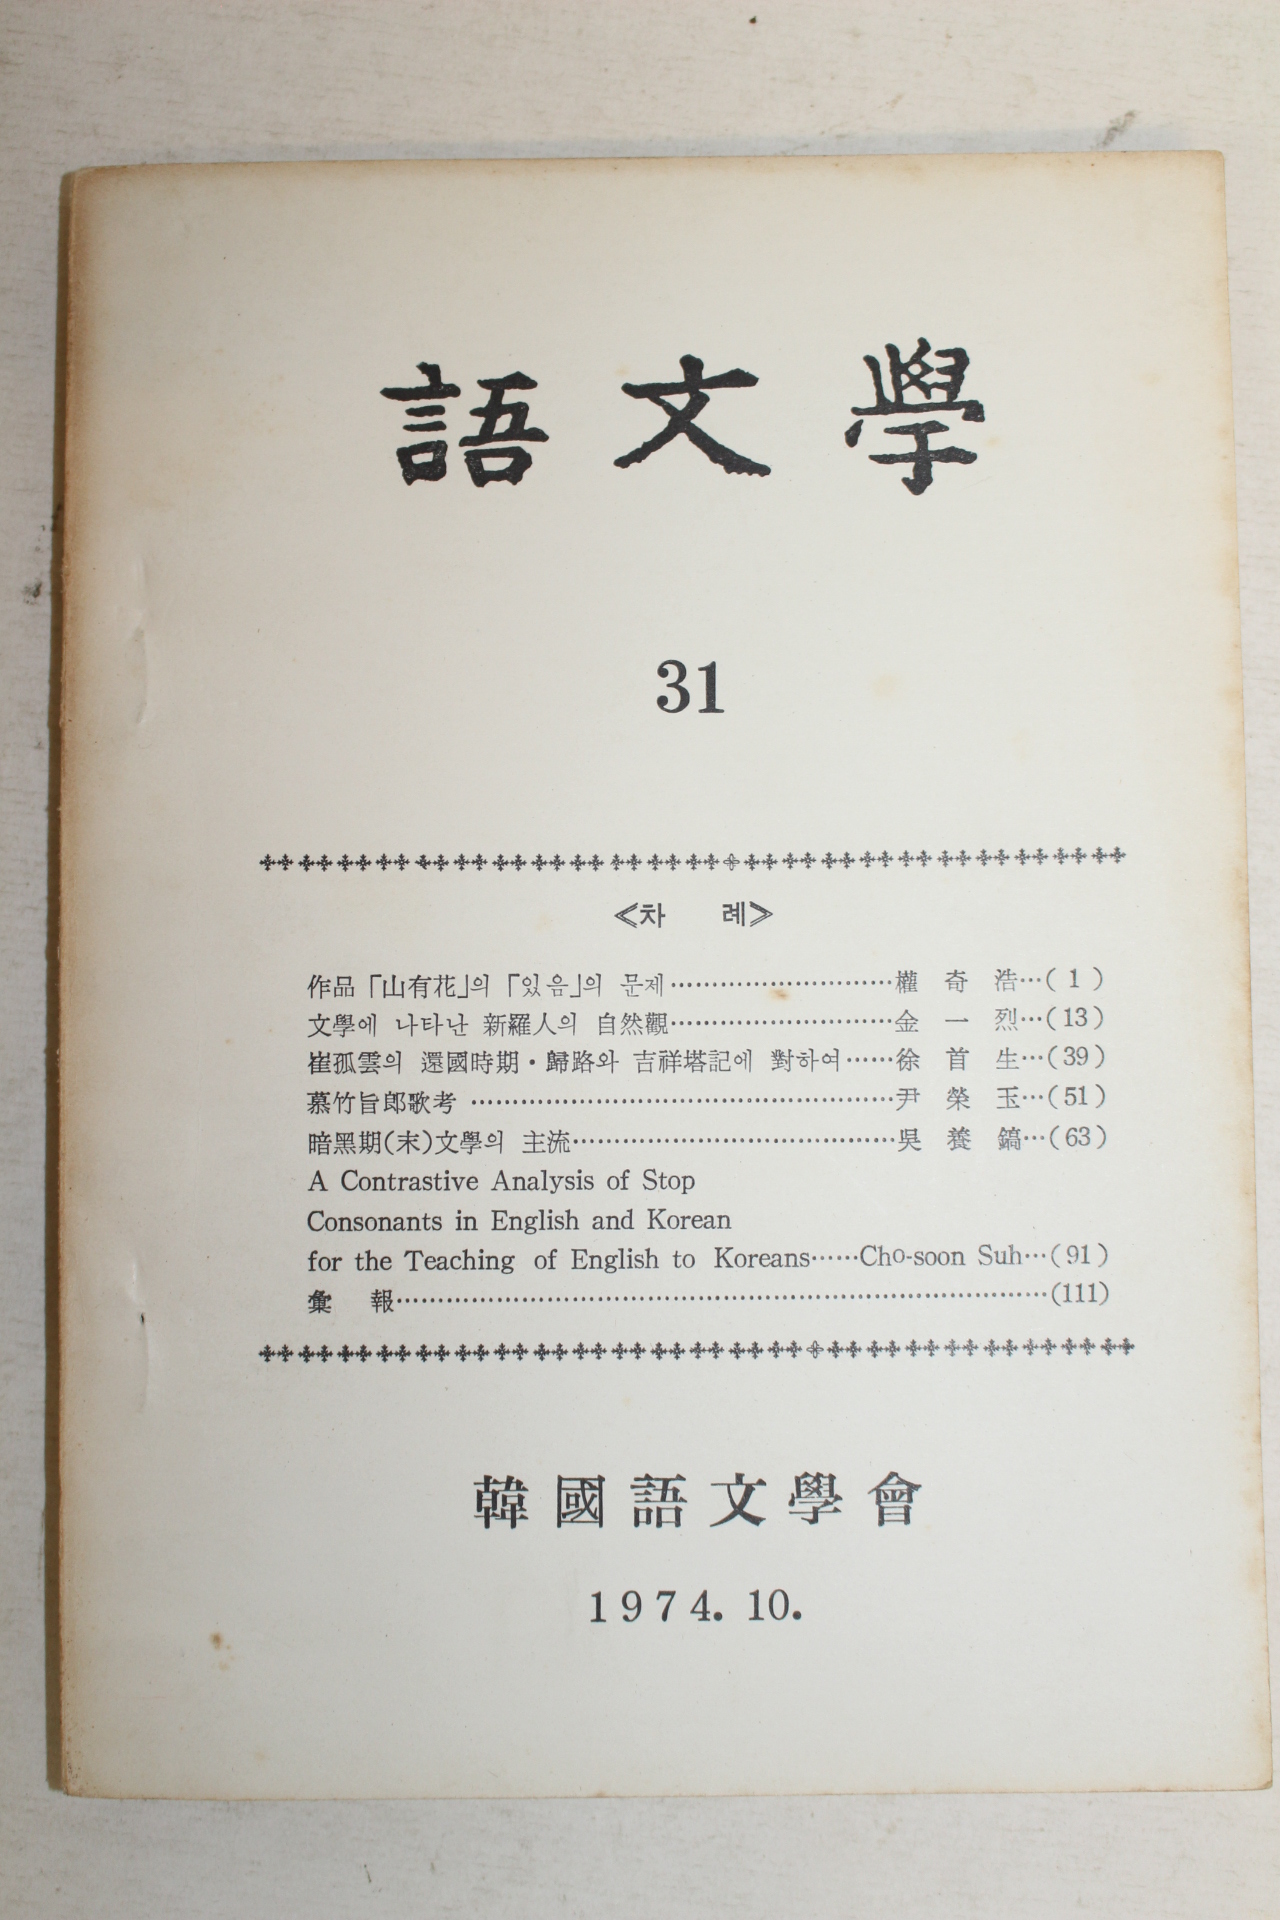 語文學
31
≪차 례≫
作品「山有花」의「있음」의 문제…………………………權奇浩…( 1 )
文學에 나타난 新羅人의 自然觀…………………………金一烈…(13)
崔孤雲의 還國時期·歸路와 吉祥塔記에 對하여……徐首生…(39)
慕竹旨郎歌考…………………………………………………尹榮玉…(51)
暗黑期(末)文學의 主流……………………………………吳養鎬…(63)
A Contrastive Analysis of Stop
Consonants in English and Korean
for the Teaching of English to Koreans……Cho-soon Suh…(91)
彙 報…………………………………………………………………………(111)
韓國語文學會
1974. 10.